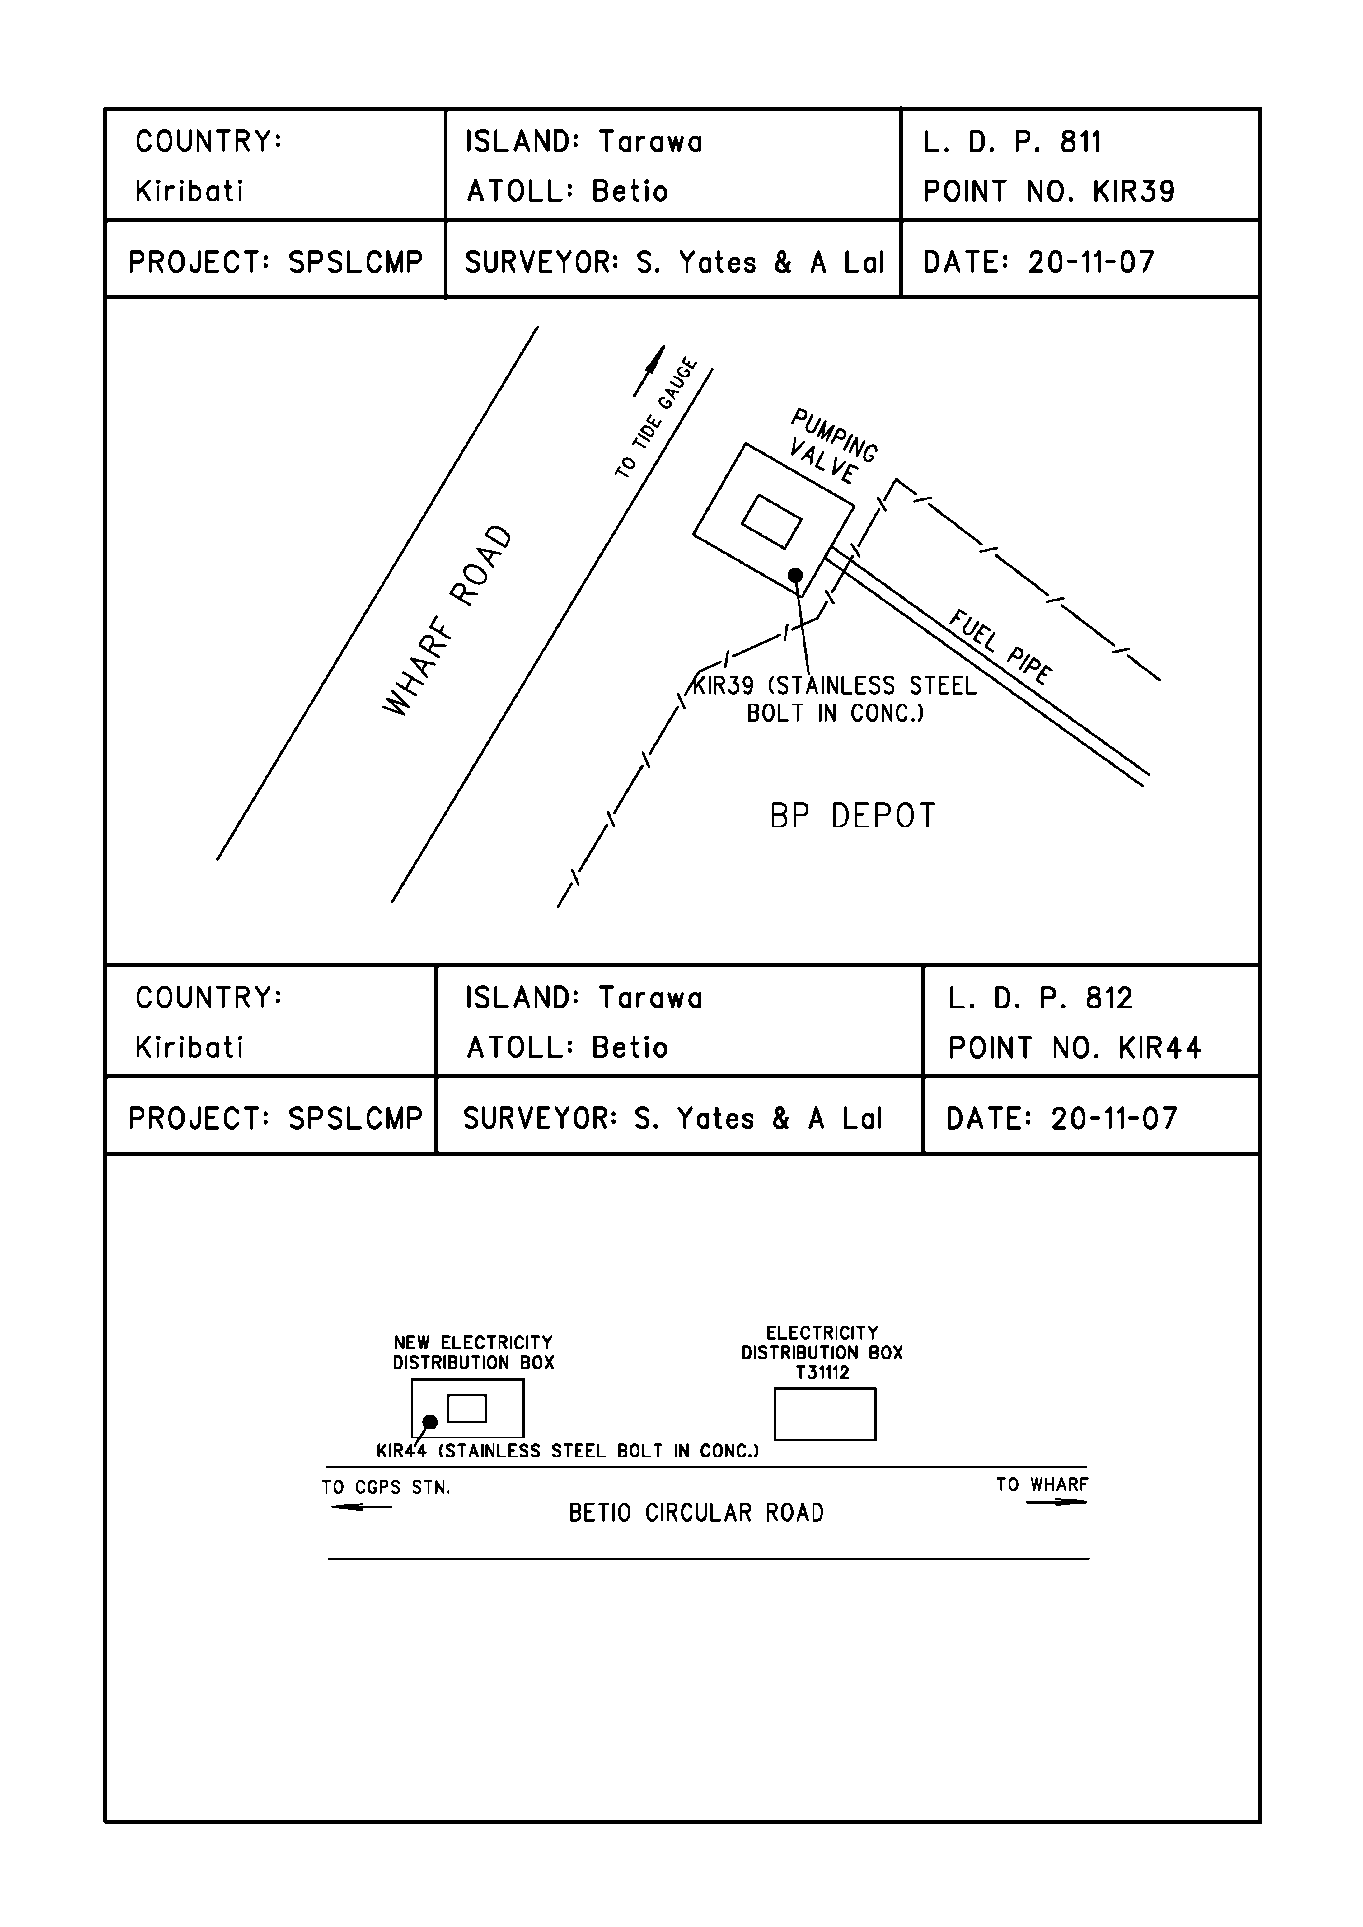 COUNTRY:
Kiribati
ISLAND: Tarawa
ATOLL: Betio
L. D. P. 811
POINT NO. KIR39
PROJECT: SPSLCMP
SURVEYOR: S. Yates & A Lal
DATE: 20-11-07
TO TIDE GAUGE
PUMPING
VALVE
WHARF ROAD
FUEL PIPE
KIR39 (STAINLESS STEEL
BOLT IN CONC.)
BP DEPOT
COUNTRY:
Kiribati
ISLAND: Tarawa
ATOLL: Betio
L. D. P. 812
POINT NO. KIR44
PROJECT: SPSLCMP
SURVEYOR: S. Yates & A Lal
DATE: 20-11-07
NEW ELECTRICITY
DISTRIBUTION BOX
ELECTRICITY
DISTRIBUTION BOX
T31112
KIR44 (STAINLESS STEEL BOLT IN CONC.)
TO CGPS STN.
TO WHARF
BETIO CIRCULAR ROAD